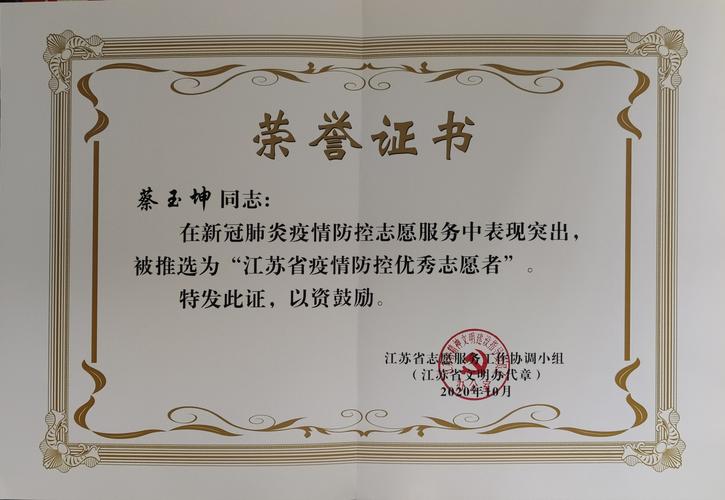 荣誉证书
蔡玉坤同志：
在新冠肺炎疫情防控志愿服务中表现突出，
被推选为“江苏省疫情防控优秀志愿者”。
特发此证，以资鼓励。
江苏省志愿服务工作协调小组
（江苏省文明办代章）
2020年10月